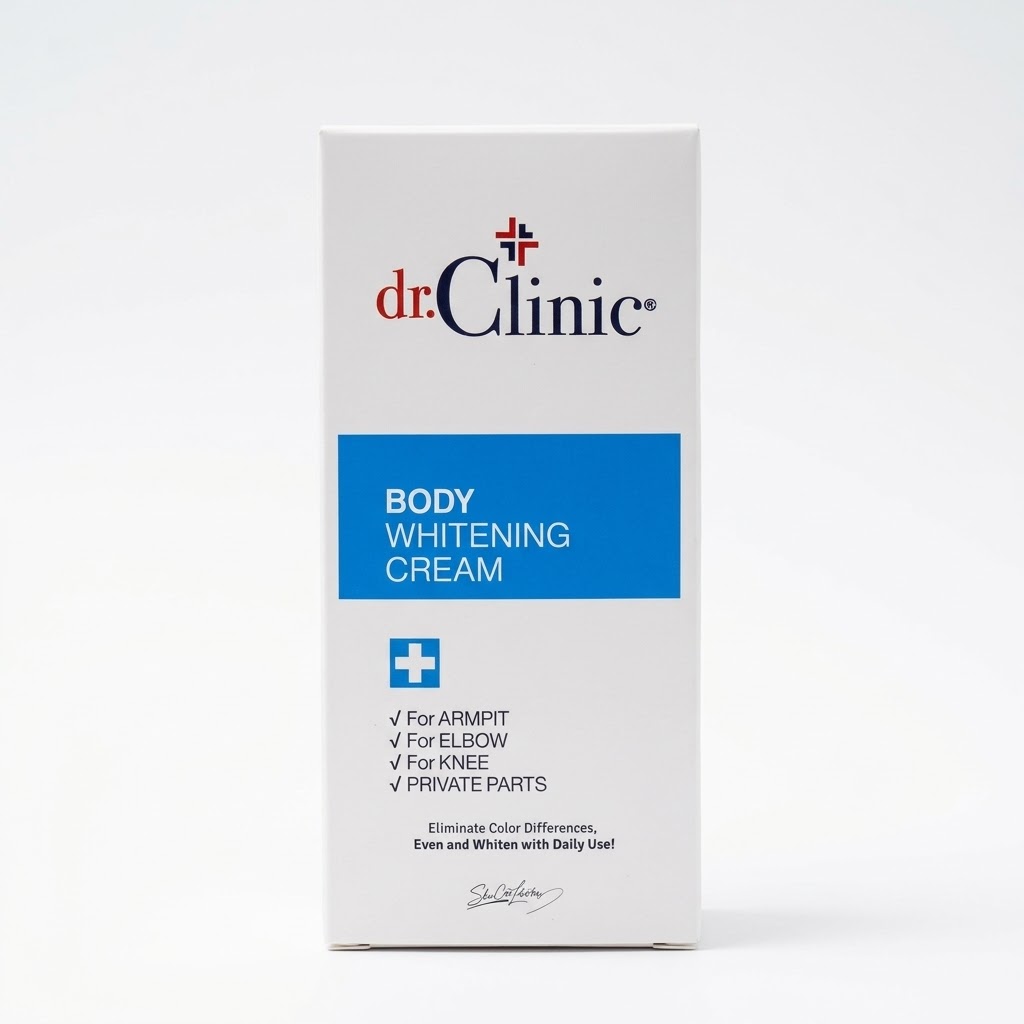 dr.Clinic®
BODY
WHITENING
CREAM
√ For ARMPIT
√ For ELBOW
√ For KNEE
√ PRIVATE PARTS
Eliminate Color Differences,
Even and Whiten with Daily Use!